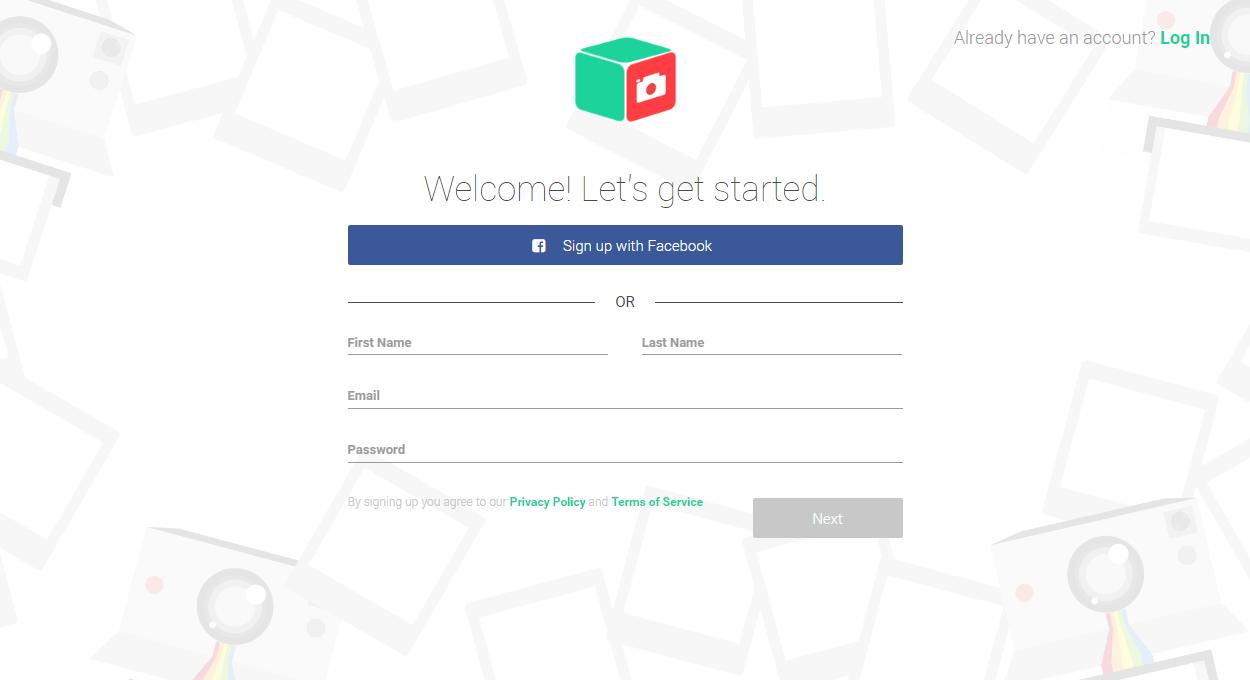 Already have an account? Log In
Welcome! Let's get started.
Sign up with Facebook
OR
First Name
Last Name
Email
Password
By signing up you agree to our Privacy Policy and Terms of Service
Next